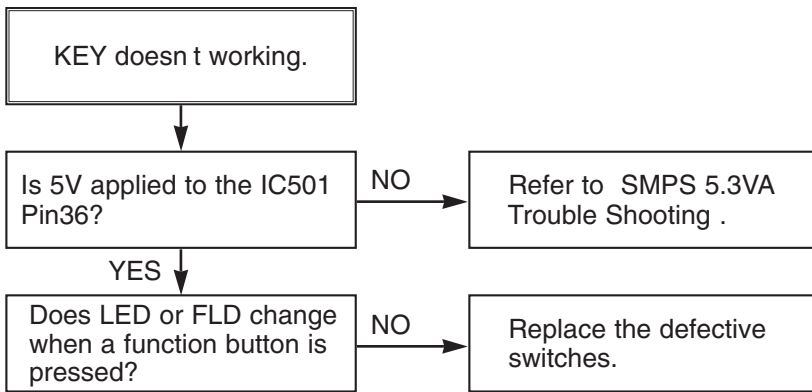 KEY doesn t working.
Is 5V applied to the IC501
Pin36?
NO
Refer to SMPS 5.3VA
Trouble Shooting .
YES
Does LED or FLD change
when a function button is
pressed?
NO
Replace the defective
switches.